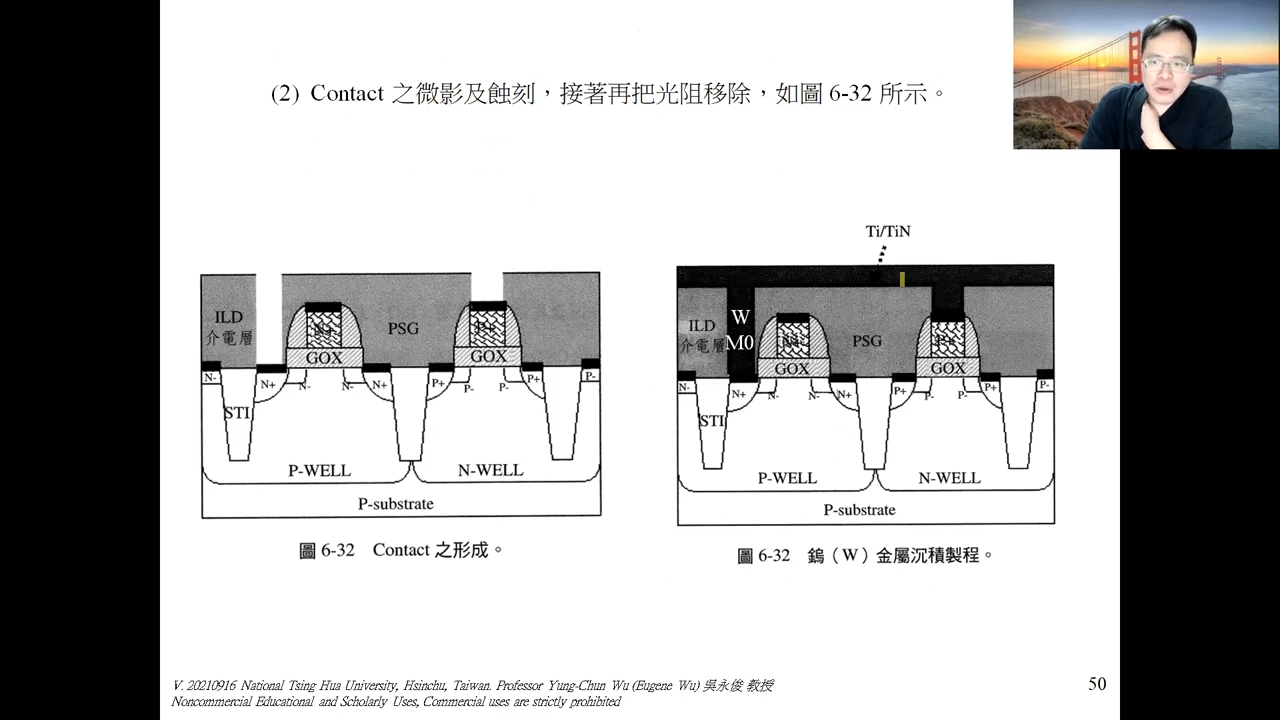 (2) Contact 之微影及蝕刻，接著再把光阻移除，如圖 6-32 所示。
ILD
介電層
PSG
GOX
GOX
N-
N+
N-
N-
N+
P+
P-
P-
P+
P-
STI
P-WELL
N-WELL
P-substrate
圖 6-32 Contact 之形成。
Ti/TiN
ILD
介電層
W
M0
PSG
GOX
GOX
N-
N+
N-
N-
N+
P+
P-
P-
P+
P-
STI
P-WELL
N-WELL
P-substrate
圖 6-32 鎢（W）金屬沉積製程。
V. 20210916 National Tsing Hua University, Hsinchu, Taiwan. Professor Yung-Chun Wu (Eugene Wu) 吳永俊 教授
Noncommercial Educational and Scholarly Uses, Commercial uses are strictly prohibited
50